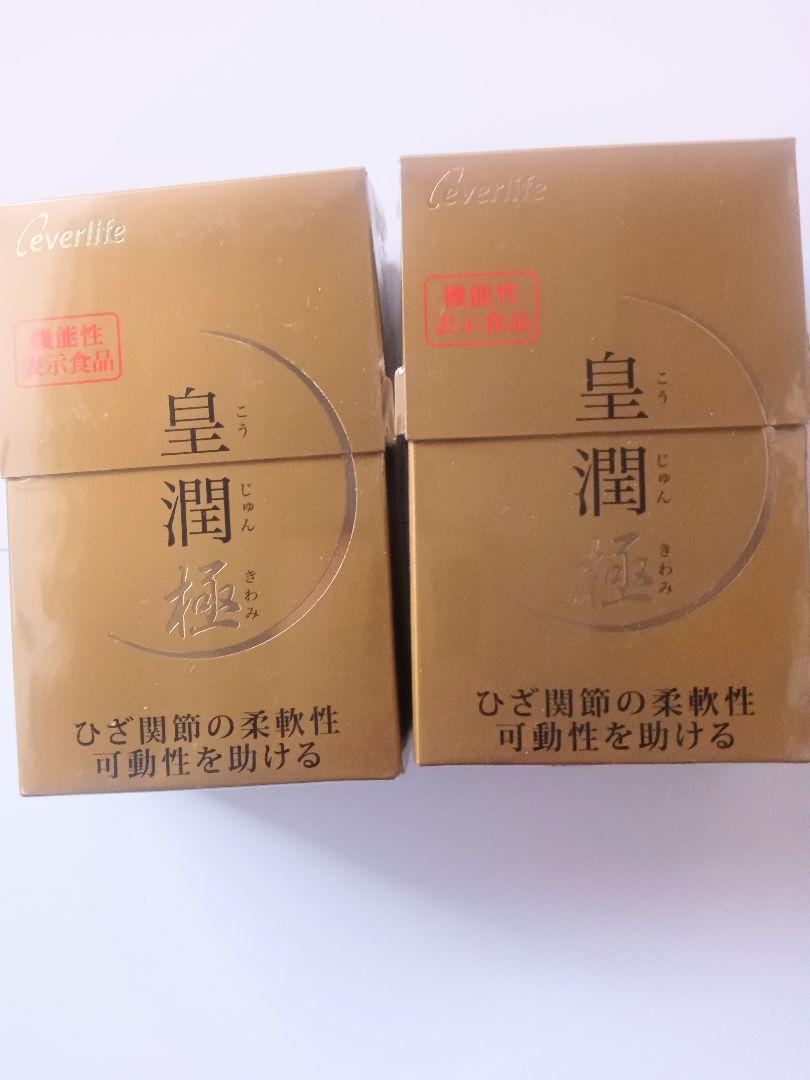 everlife
機能性
表示食品
皇潤極
こうじゅんきわみ
ひざ関節の柔軟性
可動性を助ける
everlife
機能性
表示食品
皇潤極
こうじゅんきわみ
ひざ関節の柔軟性
可動性を助ける